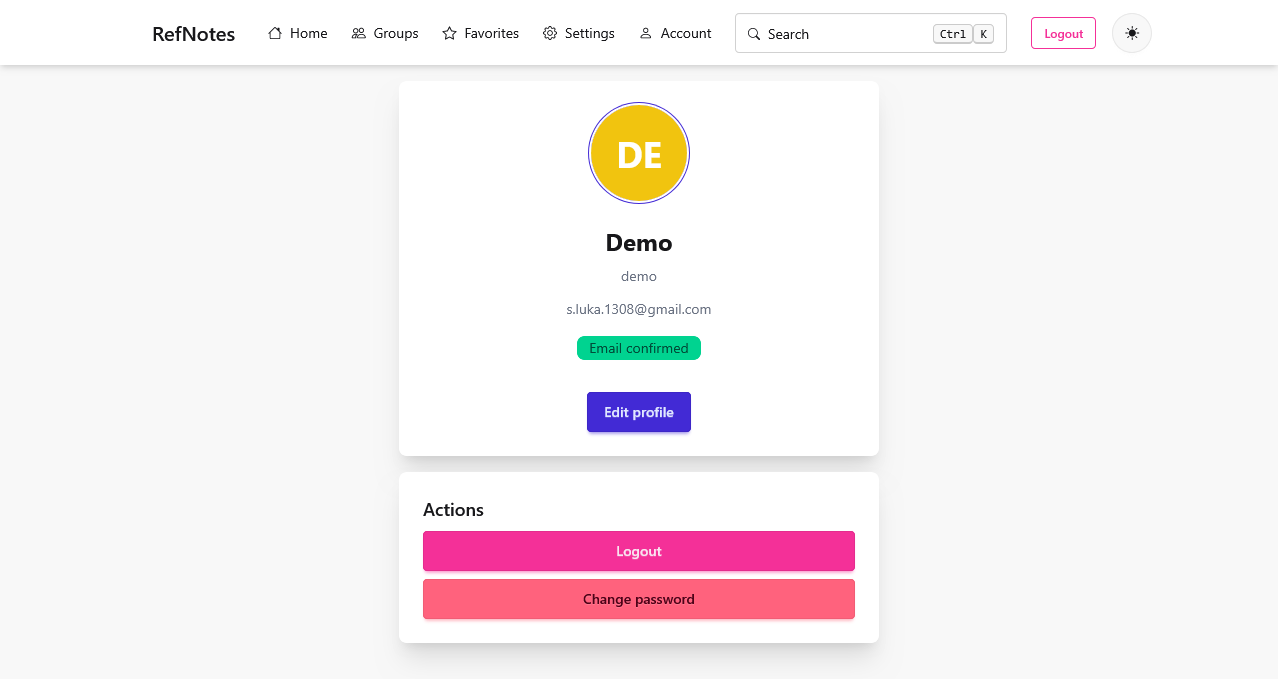 RefNotes Home Groups Favorites Settings Account Search Ctrl K Logout
DE
Demo
demo
s.luka.1308@gmail.com
Email confirmed
Edit profile
Actions
Logout
Change password